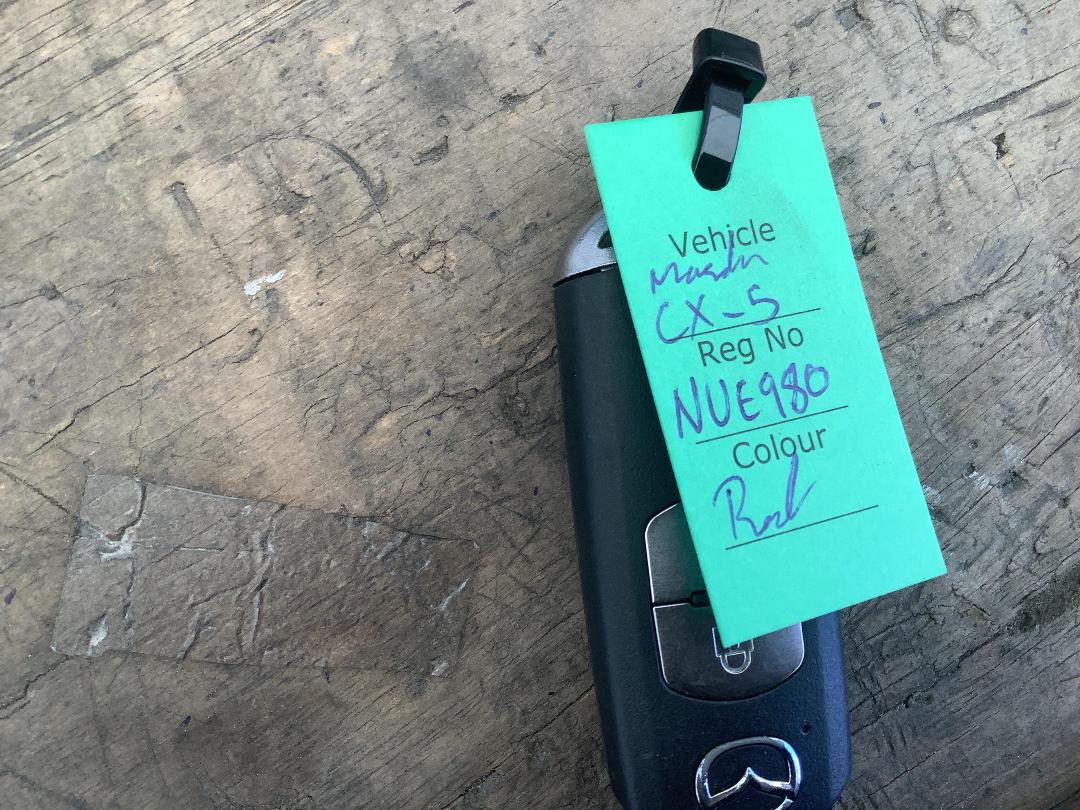 Vehicle
Mazda
CX-5
Reg No
NUE980
Colour
Red